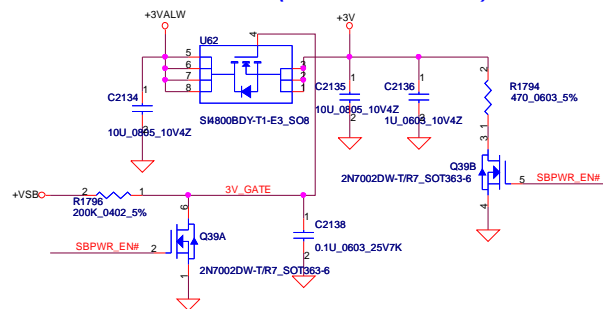 +3VALW
U62
4
+3V
5
6
7
8
3
2
1
SI4800BDY-T1-E3_SO8
C2134
1
2
10U_0805_10V4Z
C2135
1
2
10U_0805_10V4Z
C2136
1
2
1U_0603_10V4Z
2
R1794
470_0603_5%
1
3
Q39B
2N7002DW-T/R7_SOT363-6
5
SBPWR_EN#
4
+VSB
2
1
R1796
200K_0402_5%
3V_GATE
6
Q39A
SBPWR_EN#
2
2N7002DW-T/R7_SOT363-6
1
1
C2138
0.1U_0603_25V7K
2